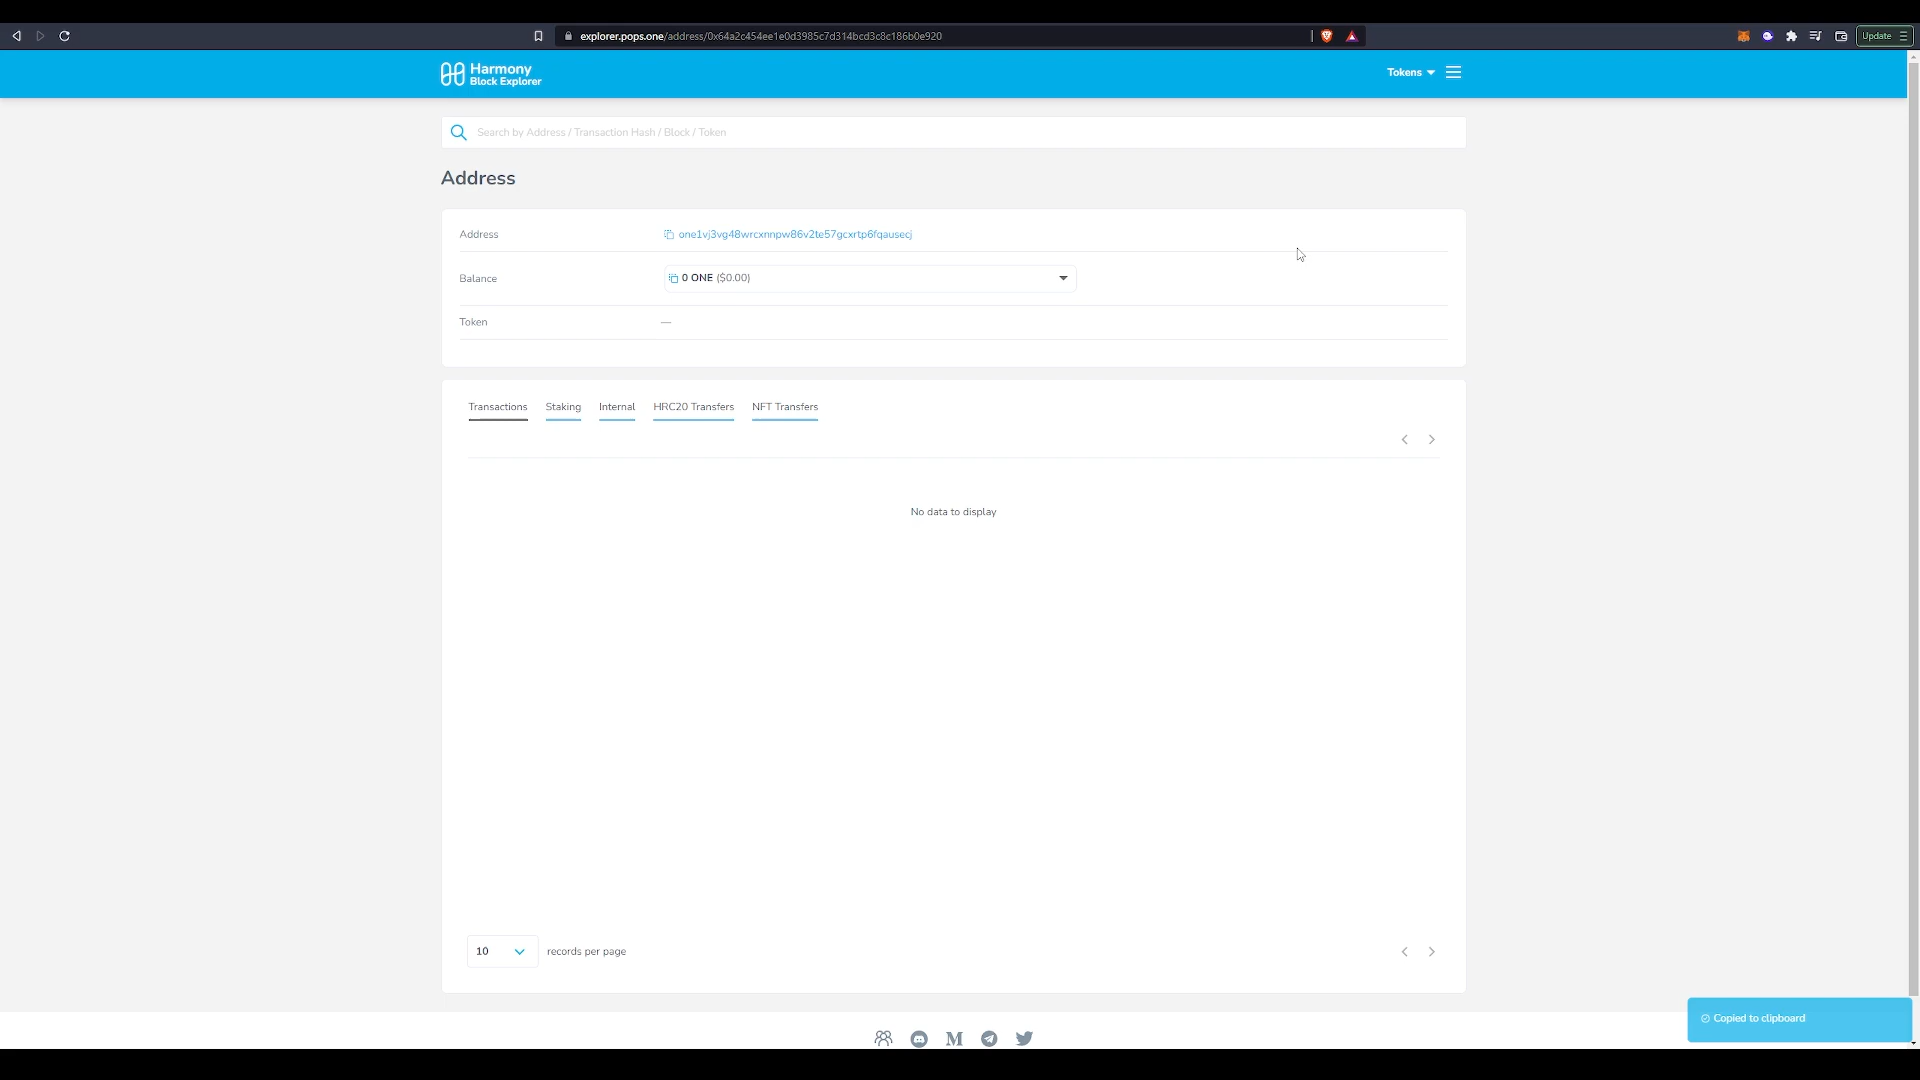 explorer.pops.one/address/0x64a2c454ee1e0d3985c7d314bcd3c8c186b0e920
Update
Harmony
Block Explorer
Tokens
Search by Address / Transaction Hash / Block / Token
Address
Address
one1vj3vg48wrcxnnpw86v2te57gcxrtp6fqausecj
Balance
0 ONE ($0.00)
Token
—
Transactions
Staking
Internal
HRC20 Transfers
NFT Transfers
No data to display
10
records per page
Copied to clipboard